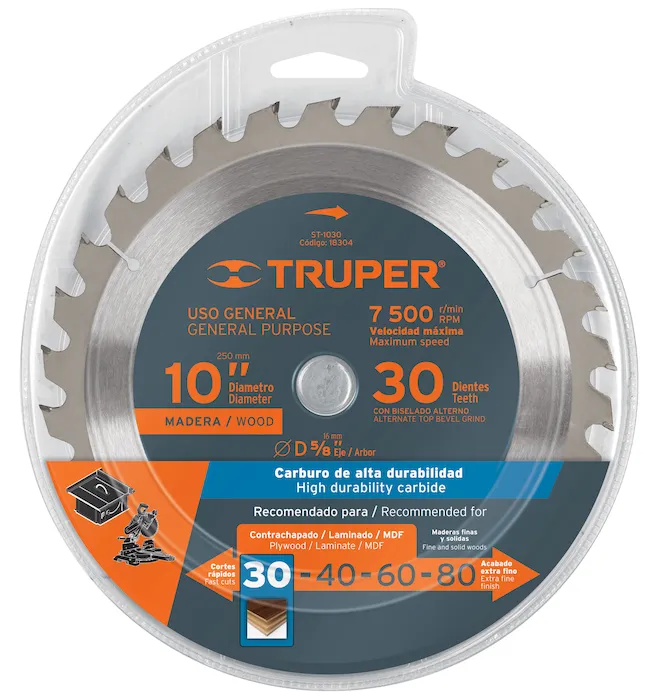 ST-1030
Código: 18304
TRUPER®
USO GENERAL
GENERAL PURPOSE
7 500 r/min RPM
Velocidad máxima
Maximum speed
250 mm
10"
Diámetro
Diameter
MADERA / WOOD
30 Dientes
Teeth
CON BISELADO ALTERNO
ALTERNATE TOP BEVEL GRIND
16 mm
Ø D 5/8" Eje / Arbor
Carburo de alta durabilidad
High durability carbide
Recomendado para / Recommended for
Contrachapado / Laminado / MDF
Plywood / Laminate / MDF
Maderas finas
y solidas
Fine and solid woods
Cortes
rápidos
Fast cuts
30-40-60-80
Acabado
extra fino
Extra fine
finish